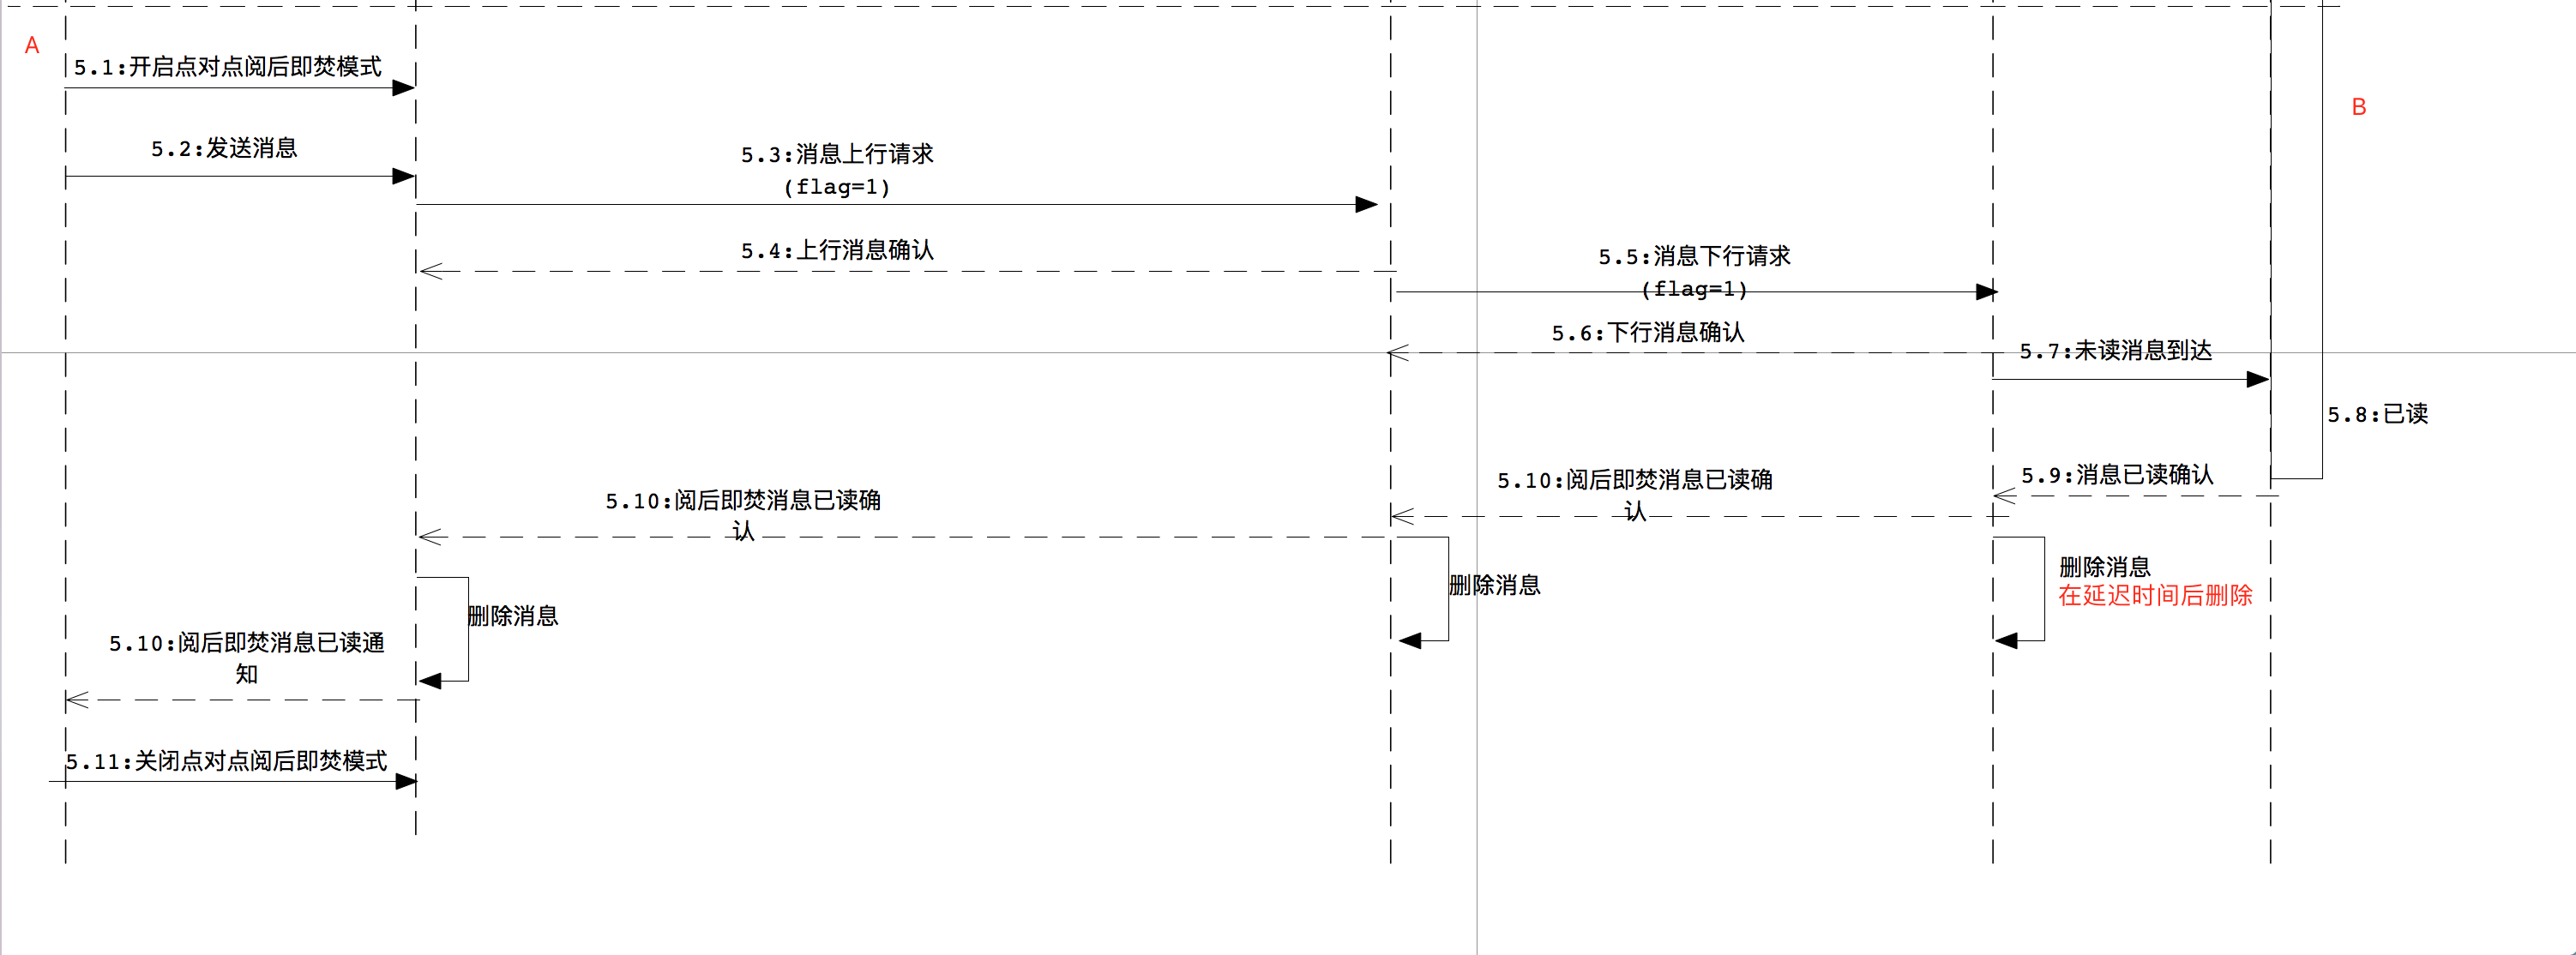 A
5.1:开启点对点阅后即焚模式
B
5.2:发送消息
5.3:消息上行请求
(flag=1)
5.4:上行消息确认
5.5:消息下行请求
(flag=1)
5.6:下行消息确认
5.7:未读消息到达
5.8:已读
5.9:消息已读确认
5.10:阅后即焚消息已读确
认
5.10:阅后即焚消息已读确
认
删除消息
在延迟时间后删除
删除消息
删除消息
5.10:阅后即焚消息已读通
知
5.11:关闭点对点阅后即焚模式